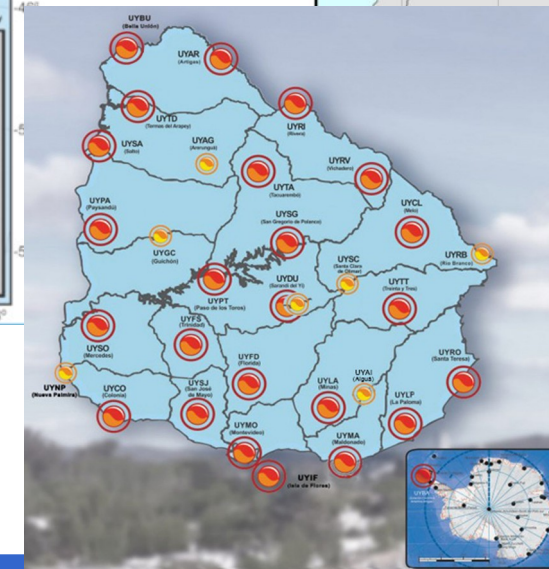 UYBU
(Bella Unión)
UYAR
(Artigas)
UYTD
(Termas del Arapey)
UYRI
(Rivera)
UYSA
(Salto)
UYAG
(Arerunguá)
UYRV
(Vichadero)
UYTA
(Tacuarembó)
UYPA
(Paysandú)
UYSG
(San Gregorio de Polanco)
UYCL
(Melo)
UYGC
(Guichón)
UYRB
(Río Branco)
UYSC
(Santa Clara
de Olimar)
UYDU
(Sarandí del Yí)
UYTT
(Treinta y Tres)
UYPT
(Paso de los Toros)
UYFS
(Trinidad)
UYSO
(Mercedes)
UYFD
(Florida)
UYRO
(Santa Teresa)
UYNP
(Nueva Palmira)
UYAI
(Aiguá)
UYCO
(Colonia)
UYSJ
(San José
de Mayo)
UYLA
(Minas)
UYLF
(La Paloma)
UYMO
(Montevideo)
UYMA
(Maldonado)
UYIF
(Isla de Flores)
UYBA